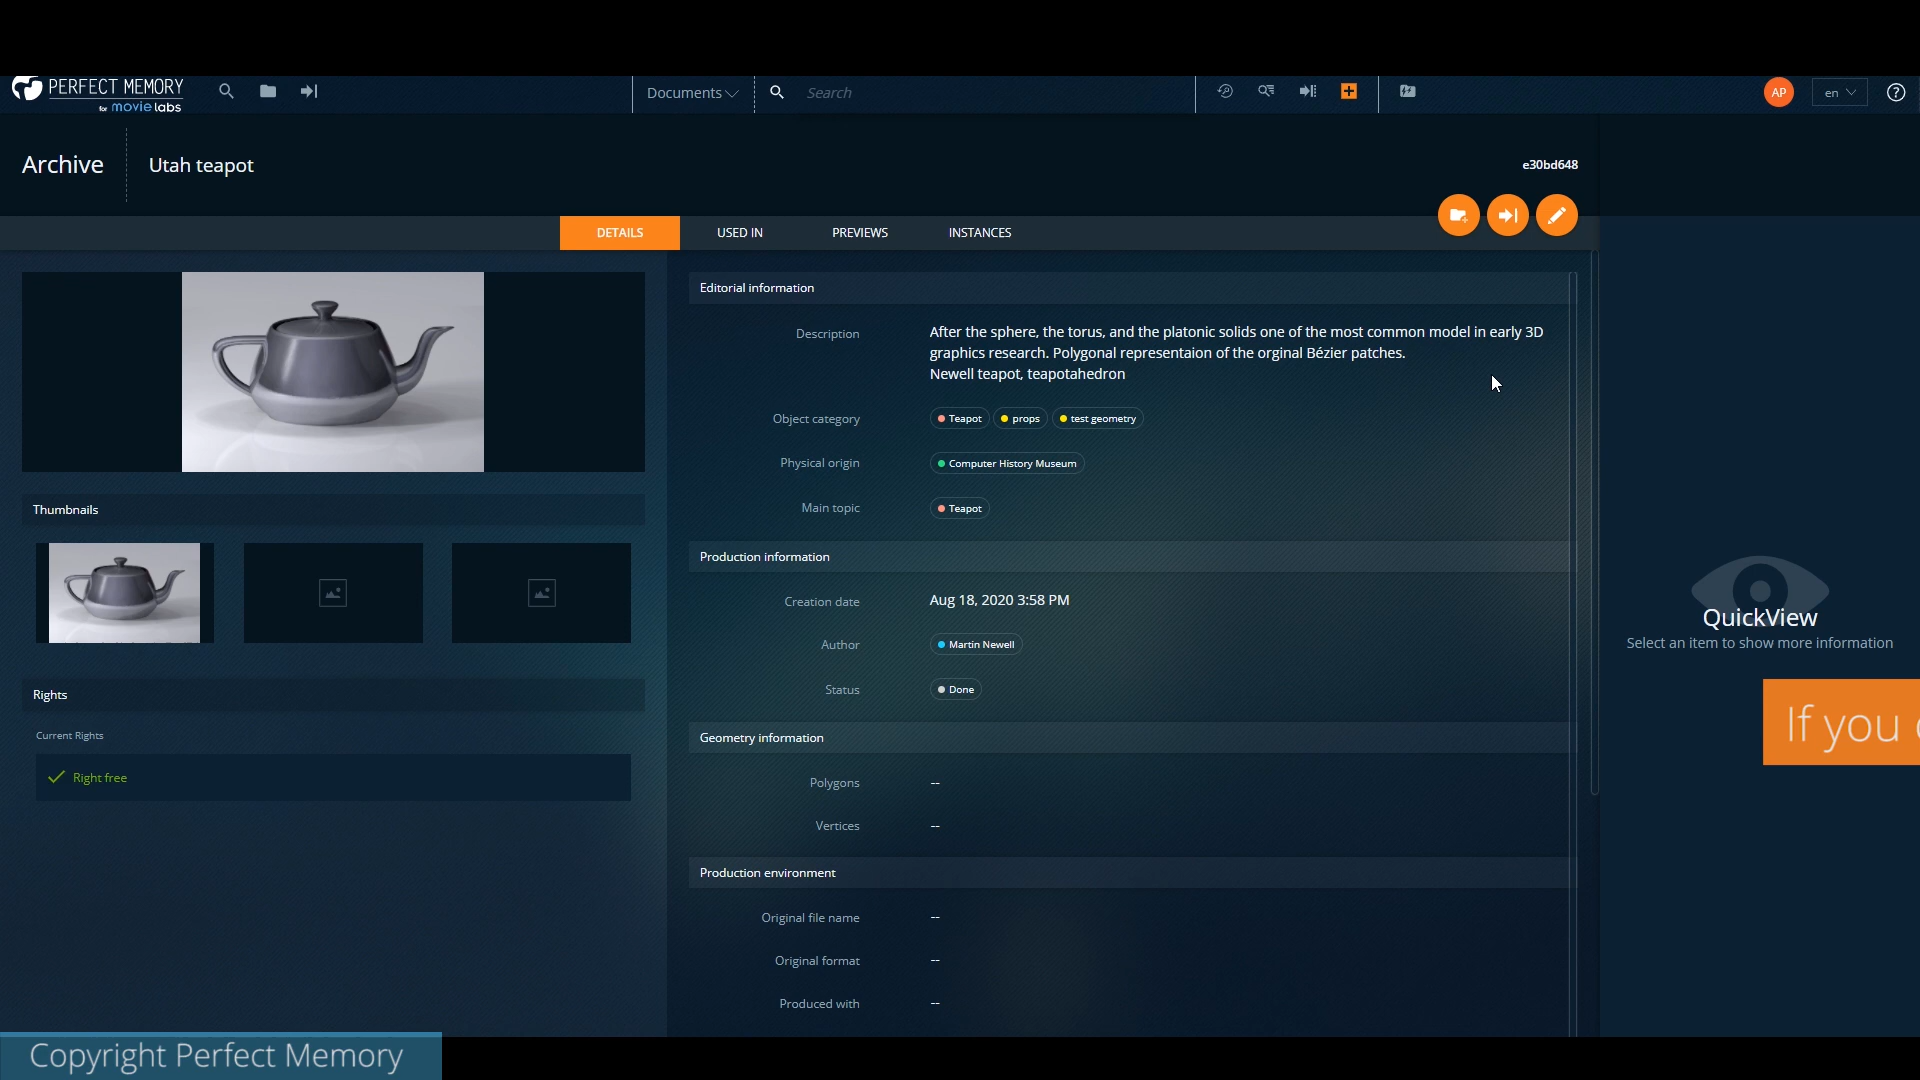 PERFECT MEMORY
for movie labs
Documents
Search
AP
en
Archive
Utah teapot
e30bd648
DETAILS
USED IN
PREVIEWS
INSTANCES
Editorial information
Description
After the sphere, the torus, and the platonic solids one of the most common model in early 3D
graphics research. Polygonal representaion of the orginal Bézier patches.
Newell teapot, teapotahedron
Object category
Teapot
props
test geometry
Physical origin
Computer History Museum
Main topic
Teapot
Thumbnails
Rights
Current Rights
Right free
Production information
Creation date
Aug 18, 2020 3:58 PM
Author
Martin Newell
Status
Done
Geometry information
Polygons
--
Vertices
--
Production environment
Original file name
--
Original format
--
Produced with
--
QuickView
Select an item to show more information
If you
Copyright Perfect Memory